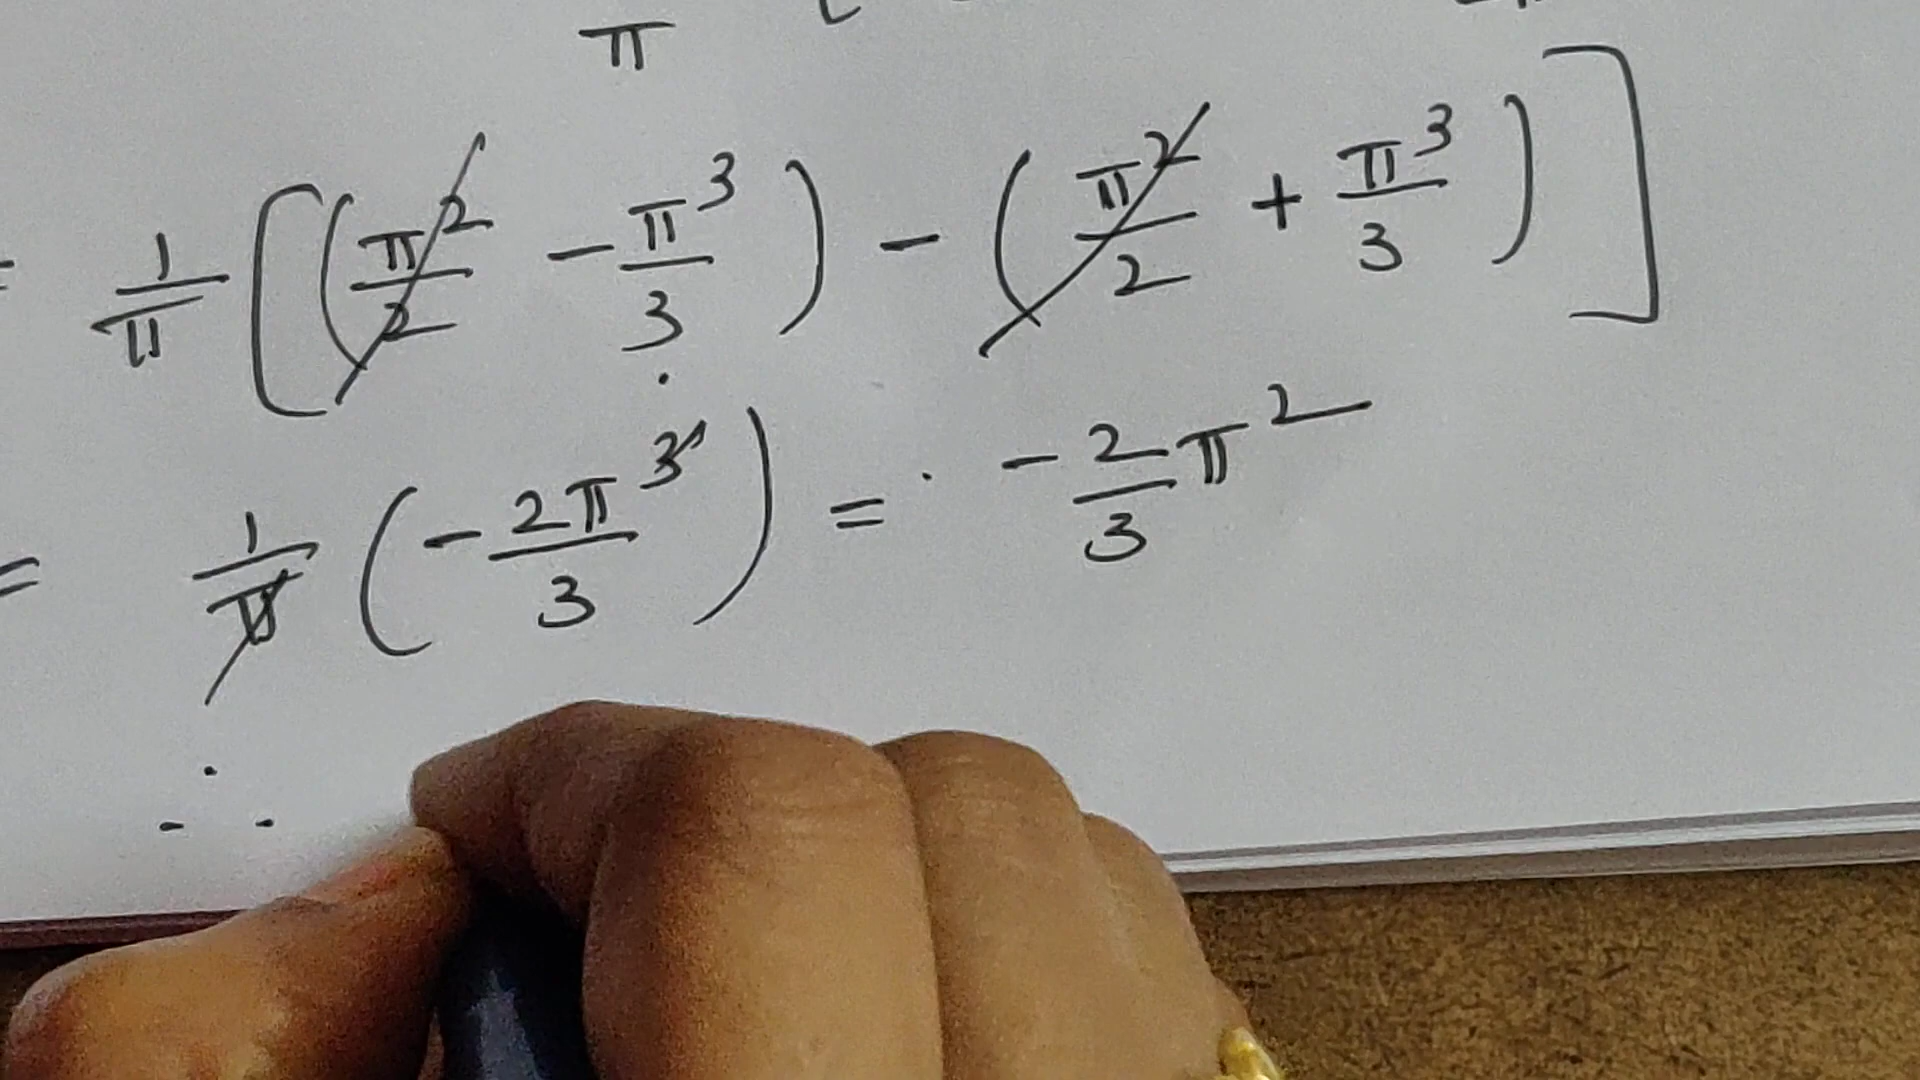 π
= 1/π [(π²/2 - π³/3) - (π²/2 + π³/3)]
= 1/π (-2π³/3) = -2/3 π²
∴